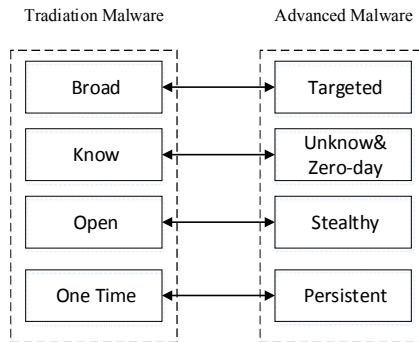 Tradiation Malware
Advanced Malware
Broad
Targeted
Know
Unknow&
Zero-day
Open
Stealthy
One Time
Persistent